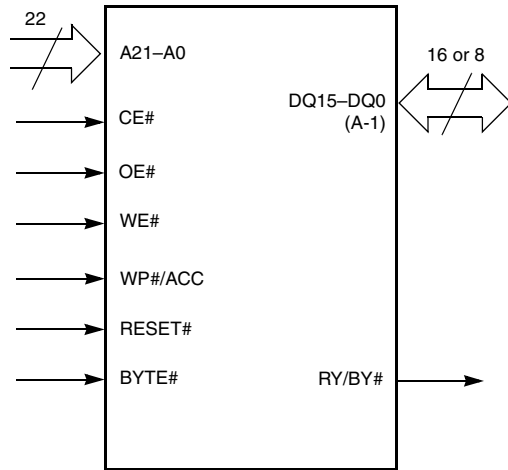 22
A21–A0
16 or 8
DQ15–DQ0
(A-1)
CE#
OE#
WE#
WP#/ACC
RESET#
BYTE#
RY/BY#